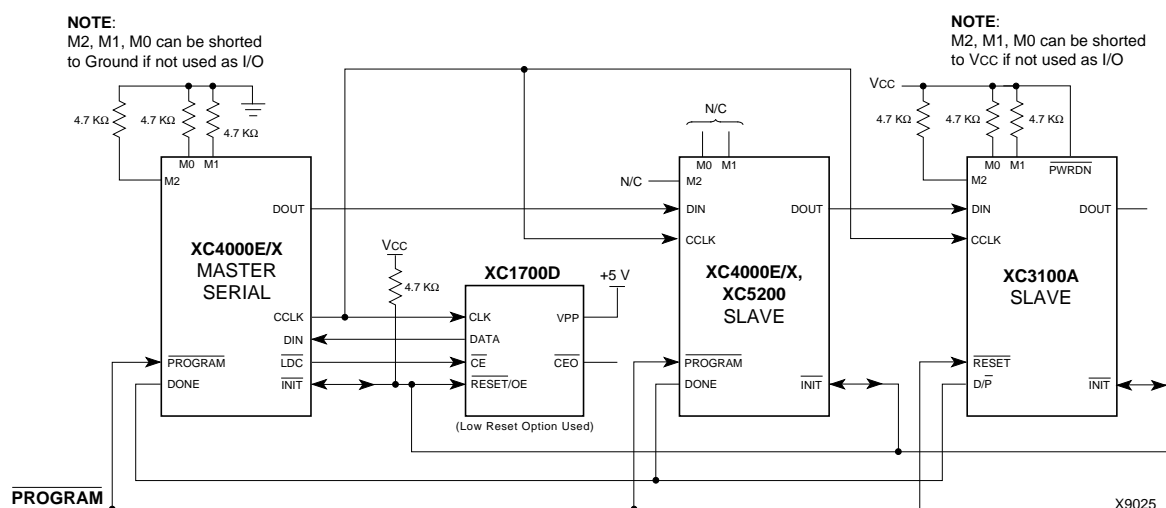 NOTE:
M2, M1, M0 can be shorted
to Ground if not used as I/O
NOTE:
M2, M1, M0 can be shorted
to VCC if not used as I/O
4.7 KΩ
4.7 KΩ
4.7 KΩ
M0 M1
M2
DOUT
XC4000E/X
MASTER
SERIAL
CCLK
DIN
PROGRAM
LDC
DONE
INIT
VCC
4.7 KΩ
XC1700D
+5 V
CLK
VPP
DATA
CE
CEO
RESET/OE
(Low Reset Option Used)
N/C
M0 M1
N/C
M2
DIN
DOUT
CCLK
XC4000E/X,
XC5200
SLAVE
PROGRAM
DONE
INIT
VCC
4.7 KΩ
4.7 KΩ
4.7 KΩ
M0 M1
PWRDN
M2
DIN
DOUT
CCLK
XC3100A
SLAVE
RESET
D/P
INIT
PROGRAM
X9025